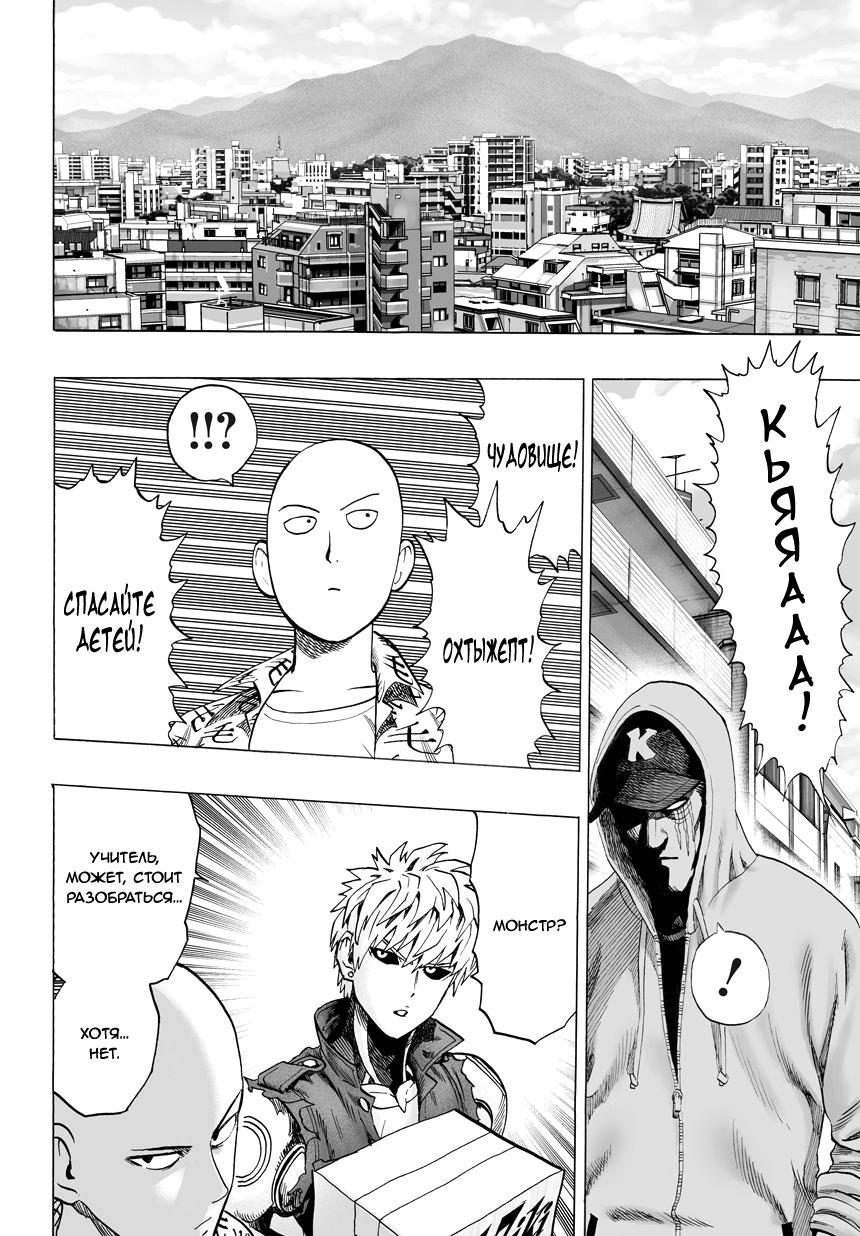 КЬЯЯААА!
!
!!?
ЧУДОВИЩЕ!
ОХТЫЖЕПТ!
СПАСАЙТЕ
ДЕТЕЙ!
K
МОНСТР?
УЧИТЕЛЬ,
МОЖЕТ, СТОИТ
РАЗОБРАТЬСЯ...
ХОТЯ...
НЕТ.